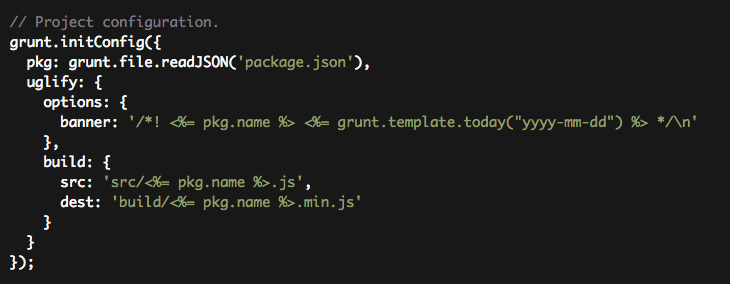 // Project configuration.
grunt.initConfig({
  pkg: grunt.file.readJSON('package.json'),
  uglify: {
    options: {
      banner: '/*! <%= pkg.name %> <%= grunt.template.today("yyyy-mm-dd") %> */\n'
    },
    build: {
      src: 'src/<%= pkg.name %>.js',
      dest: 'build/<%= pkg.name %>.min.js'
    }
  }
});